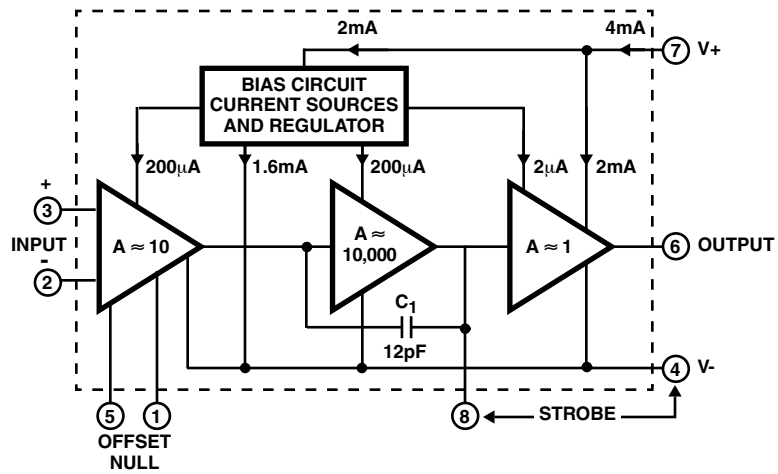 2mA
4mA
7
V+
BIAS CIRCUIT
CURRENT SOURCES
AND REGULATOR
200μA
1.6mA
200μA
2μA
2mA
+
3
INPUT
-
2
A ≈ 10
A ≈
10,000
A ≈ 1
6
OUTPUT
C1
12pF
4
V-
5
1
8
STROBE
OFFSET
NULL